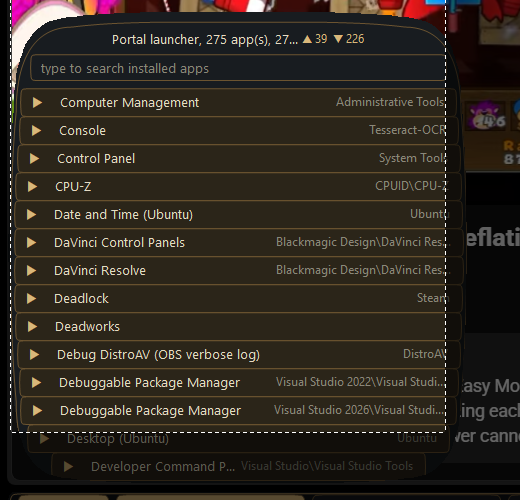 Portal launcher, 275 app(s), 27... ▲ 39 ▼ 226
type to search installed apps
Computer Management Administrative Tools
Console Tesseract-OCR
Control Panel System Tools
CPU-Z CPUID\CPU-Z
Date and Time (Ubuntu) Ubuntu
DaVinci Control Panels Blackmagic Design\DaVinci Res...
DaVinci Resolve Blackmagic Design\DaVinci Res...
Deadlock Steam
Deadworks
Debug DistroAV (OBS verbose log) DistroAV
Debuggable Package Manager Visual Studio 2022\Visual Studi...
Debuggable Package Manager Visual Studio 2026\Visual Studi...
Desktop (Ubuntu) Ubuntu
Developer Command P... Visual Studio\Visual Studio Tools